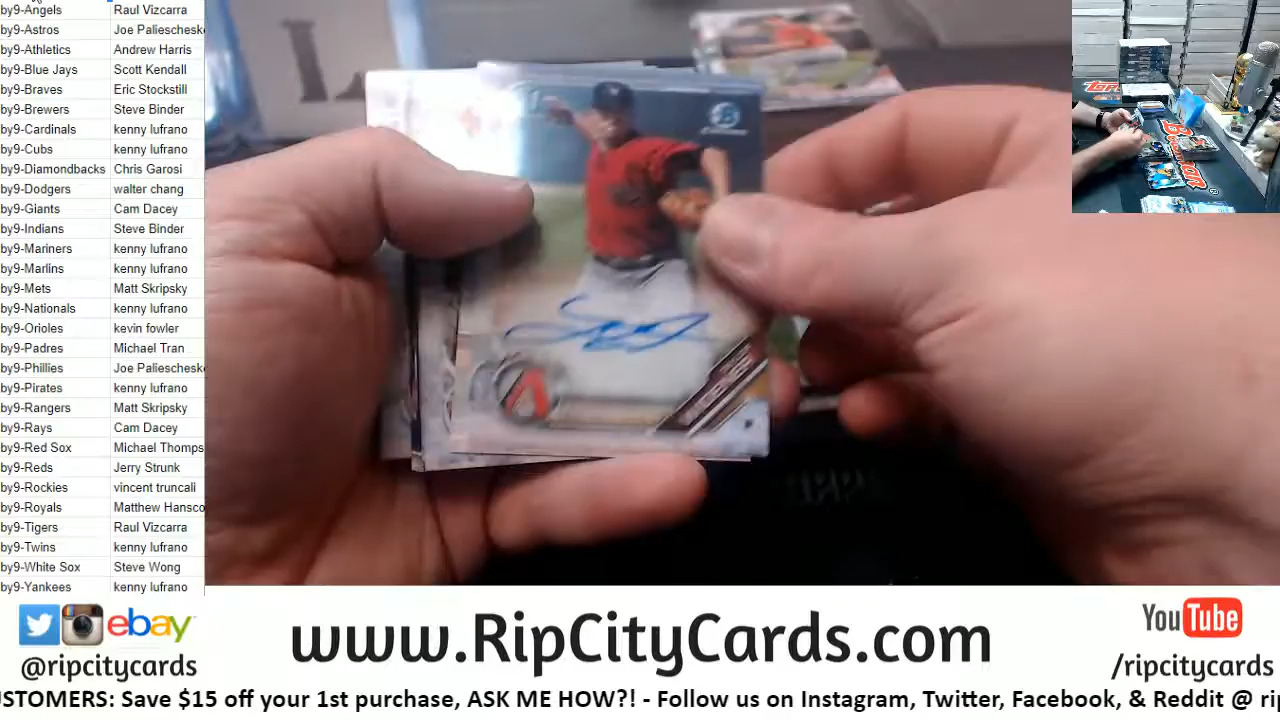 by9-Angels Raul Vizcarra
by9-Astros Joe Paliescheske
by9-Athletics Andrew Harris
by9-Blue Jays Scott Kendall
by9-Braves Eric Stockstill
by9-Brewers Steve Binder
by9-Cardinals kenny lufrano
by9-Cubs kenny lufrano
by9-Diamondbacks Chris Garosi
by9-Dodgers walter chang
by9-Giants Cam Dacey
by9-Indians Steve Binder
by9-Mariners kenny lufrano
by9-Marlins kenny lufrano
by9-Mets Matt Skripsky
by9-Nationals kenny lufrano
by9-Orioles kevin fowler
by9-Padres Michael Tran
by9-Phillies Joe Paliescheske
by9-Pirates kenny lufrano
by9-Rangers Matt Skripsky
by9-Rays Cam Dacey
by9-Red Sox Michael Thomps
by9-Reds Jerry Strunk
by9-Rockies vincent truncali
by9-Royals Matthew Hansco
by9-Tigers Raul Vizcarra
by9-Twins kenny lufrano
by9-White Sox Steve Wong
by9-Yankees kenny lufrano
ebay
@ripcitycards
www.RipCityCards.com
YouTube
/ripcitycards
USTOMERS: Save $15 off your 1st purchase, ASK ME HOW?! - Follow us on Instagram, Twitter, Facebook, & Reddit @ rip